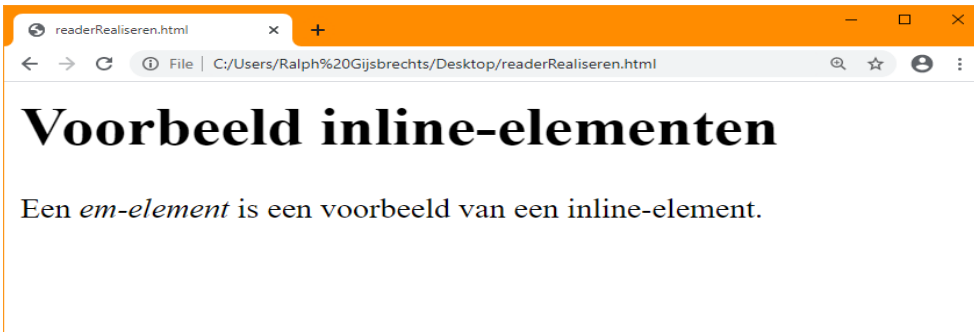 readerRealiseren.html
File | C:/Users/Ralph%20Gijsbrechts/Desktop/readerRealiseren.html
Voorbeeld inline-elementen
Een em-element is een voorbeeld van een inline-element.